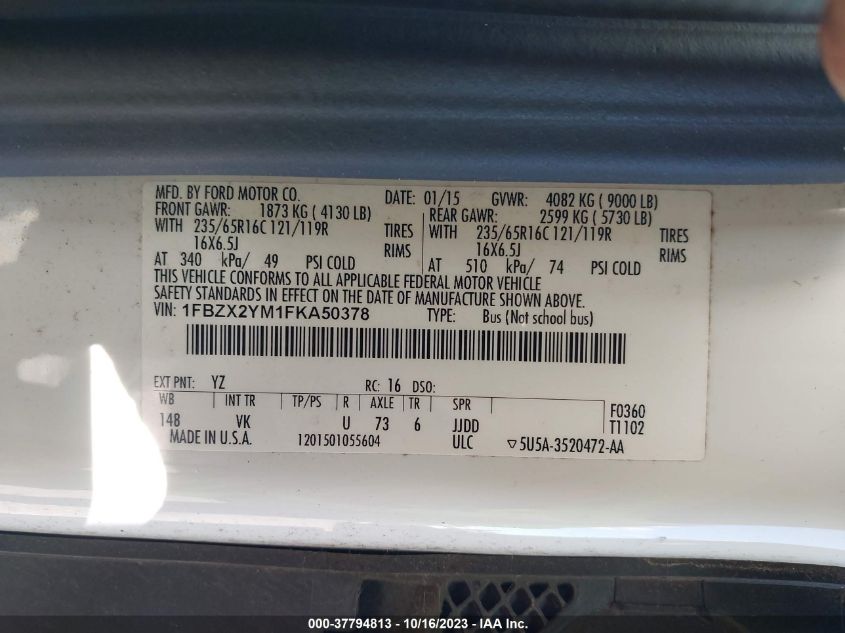 MFD. BY FORD MOTOR CO. DATE: 01/15 GVWR: 4082 KG ( 9000 LB)
FRONT GAWR: 1873 KG ( 4130 LB) REAR GAWR: 2599 KG ( 5730 LB)
WITH 235/65R16C 121/119R TIRES WITH 235/65R16C 121/119R TIRES
16X6.5J RIMS 16X6.5J RIMS
AT 340 kPa/ 49 PSI COLD AT 510 kPa/ 74 PSI COLD
THIS VEHICLE CONFORMS TO ALL APPLICABLE FEDERAL MOTOR VEHICLE
SAFETY STANDARDS IN EFFECT ON THE DATE OF MANUFACTURE SHOWN ABOVE.
VIN: 1FBZX2YM1FKA50378 TYPE: Bus (Not school bus)
EXT PNT: YZ RC: 16 DSO:
WB INT TR TP/PS R AXLE TR SPR F0360
148 VK U 73 6 JJDD T1102
MADE IN U.S.A. 1201501055604 ULC ▽5U5A-3520472-AA
000-37794813 - 10/16/2023 - IAA Inc.